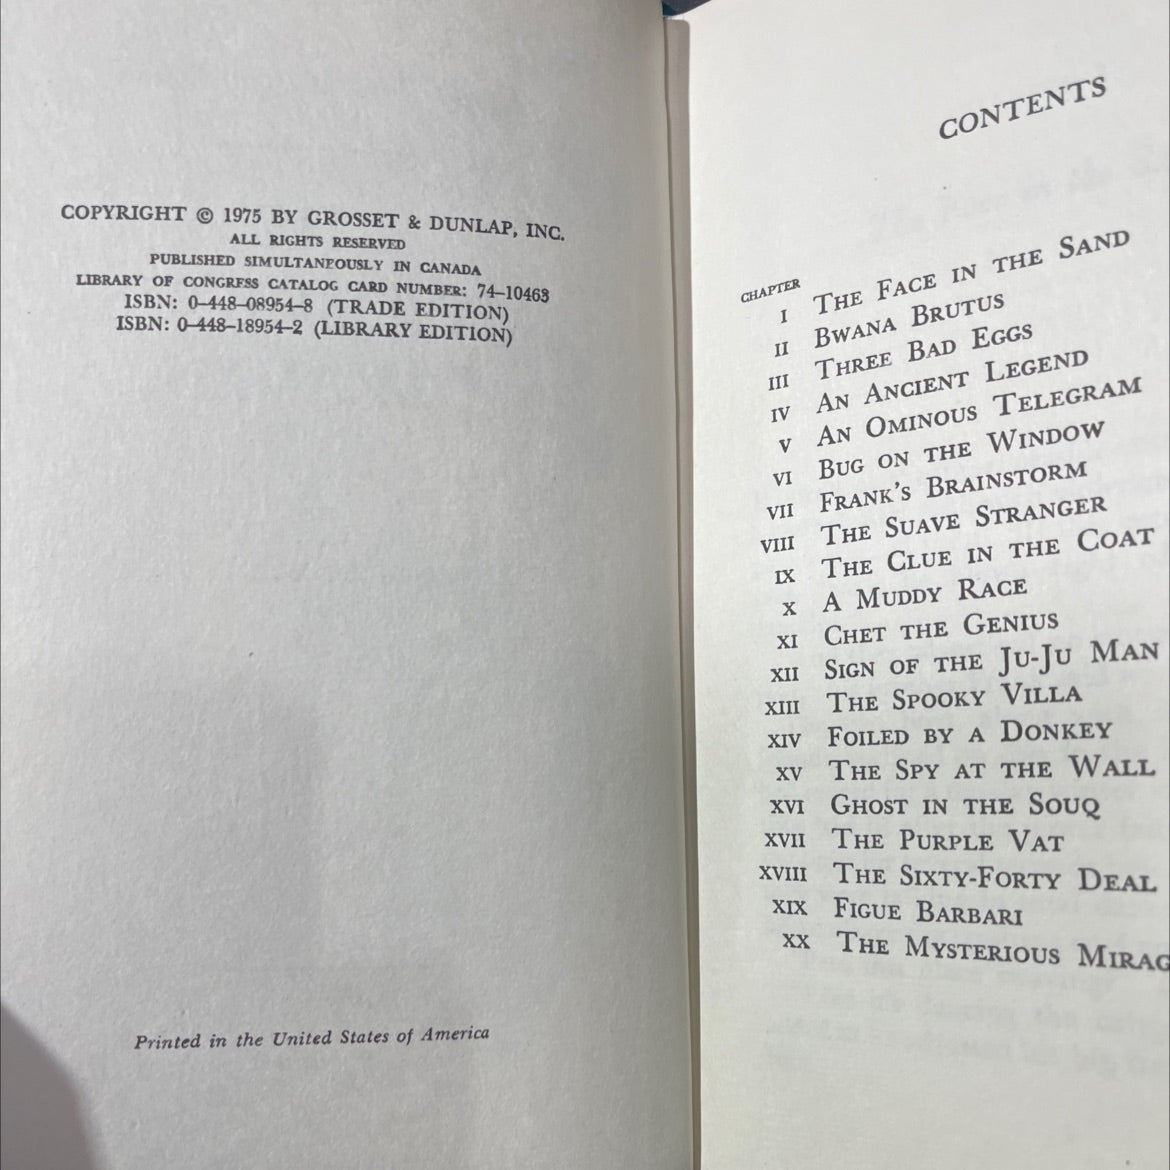 COPYRIGHT © 1975 BY GROSSET & DUNLAP, INC.
ALL RIGHTS RESERVED
PUBLISHED SIMULTANEOUSLY IN CANADA
LIBRARY OF CONGRESS CATALOG CARD NUMBER: 74–10463
ISBN: 0–448–08954–8 (TRADE EDITION)
ISBN: 0–448–18954–2 (LIBRARY EDITION)
Printed in the United States of America
CONTENTS
CHAPTER
I THE FACE IN THE SAND
II BWANA BRUTUS
III THREE BAD EGGS
IV AN ANCIENT LEGEND
V AN OMINOUS TELEGRAM
VI BUG ON THE WINDOW
VII FRANK'S BRAINSTORM
VIII THE SUAVE STRANGER
IX THE CLUE IN THE COAT
X A MUDDY RACE
XI CHET THE GENIUS
XII SIGN OF THE JU-JU MAN
XIII THE SPOOKY VILLA
XIV FOILED BY A DONKEY
XV THE SPY AT THE WALL
XVI GHOST IN THE SOUQ
XVII THE PURPLE VAT
XVIII THE SIXTY-FORTY DEAL
XIX FIGUE BARBARI
XX THE MYSTERIOUS MIRAG